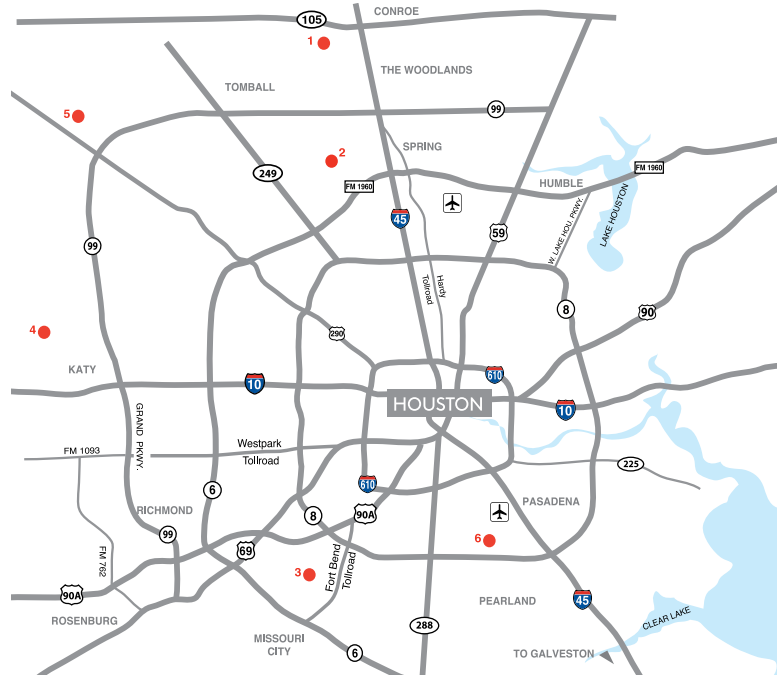 CONROE
105
1
THE WOODLANDS
TOMBALL
99
5
SPRING
2
249
FM 1960
HUMBLE
FM 1960
45
59
W. LAKE HOU. PKWY.
LAKE HOUSTON
99
Hardy
Tollroad
8
90
4
290
KATY
10
610
HOUSTON
10
GRAND PKWY.
FM 1093
Westpark
Tollroad
225
6
610
PASADENA
RICHMOND
8
90A
99
69
6
FM 762
3
Fort Bend
Tollroad
90A
PEARLAND
45
ROSENBURG
288
CLEAR LAKE
MISSOURI
CITY
6
TO GALVESTON